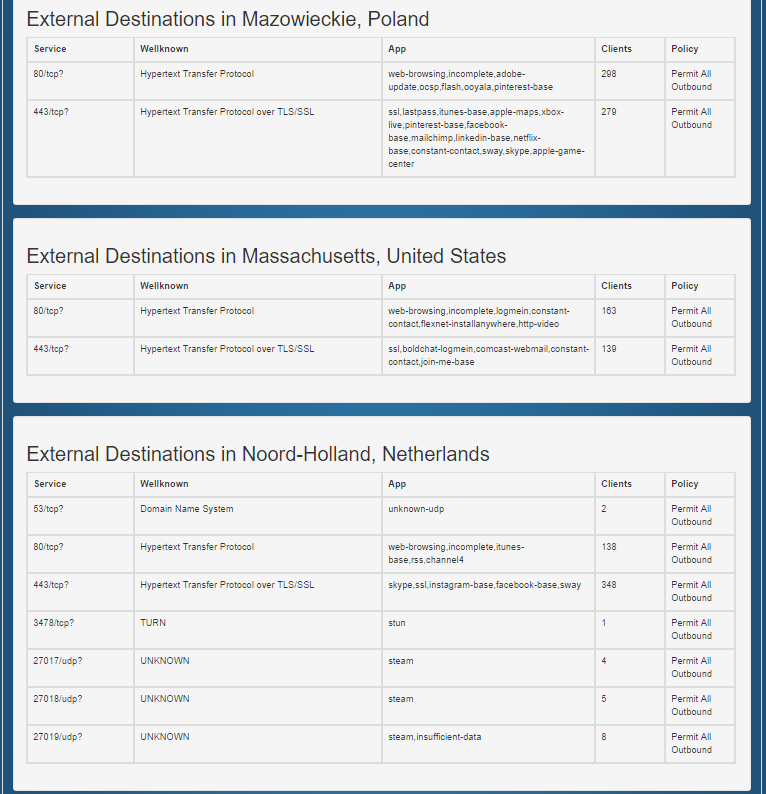 External Destinations in Mazowieckie, Poland
Service Wellknown App Clients Policy
80/tcp? Hypertext Transfer Protocol web-browsing,incomplete,adobe- 298 Permit All
update,ocsp,flash,ooyala,pinterest-base Outbound
443/tcp? Hypertext Transfer Protocol over TLS/SSL ssl,lastpass,itunes-base,apple-maps,xbox- 279 Permit All
live,pinterest-base,facebook- Outbound
base,mailchimp,linkedin-base,netflix-
base,constant-contact,sway,skype,apple-game-
center
External Destinations in Massachusetts, United States
Service Wellknown App Clients Policy
80/tcp? Hypertext Transfer Protocol web-browsing,incomplete,logmein,constant- 163 Permit All
contact,flexnet-installanywhere,http-video Outbound
443/tcp? Hypertext Transfer Protocol over TLS/SSL ssl,boldchat-logmein,comcast-webmail,constant- 139 Permit All
contact,join-me-base Outbound
External Destinations in Noord-Holland, Netherlands
Service Wellknown App Clients Policy
53/tcp? Domain Name System unknown-udp 2 Permit All
Outbound
80/tcp? Hypertext Transfer Protocol web-browsing,incomplete,itunes- 138 Permit All
base,rss,channel4 Outbound
443/tcp? Hypertext Transfer Protocol over TLS/SSL skype,ssl,instagram-base,facebook-base,sway 348 Permit All
Outbound
3478/tcp? TURN stun 1 Permit All
Outbound
27017/udp? UNKNOWN steam 4 Permit All
Outbound
27018/udp? UNKNOWN steam 5 Permit All
Outbound
27019/udp? UNKNOWN steam,insufficient-data 8 Permit All
Outbound